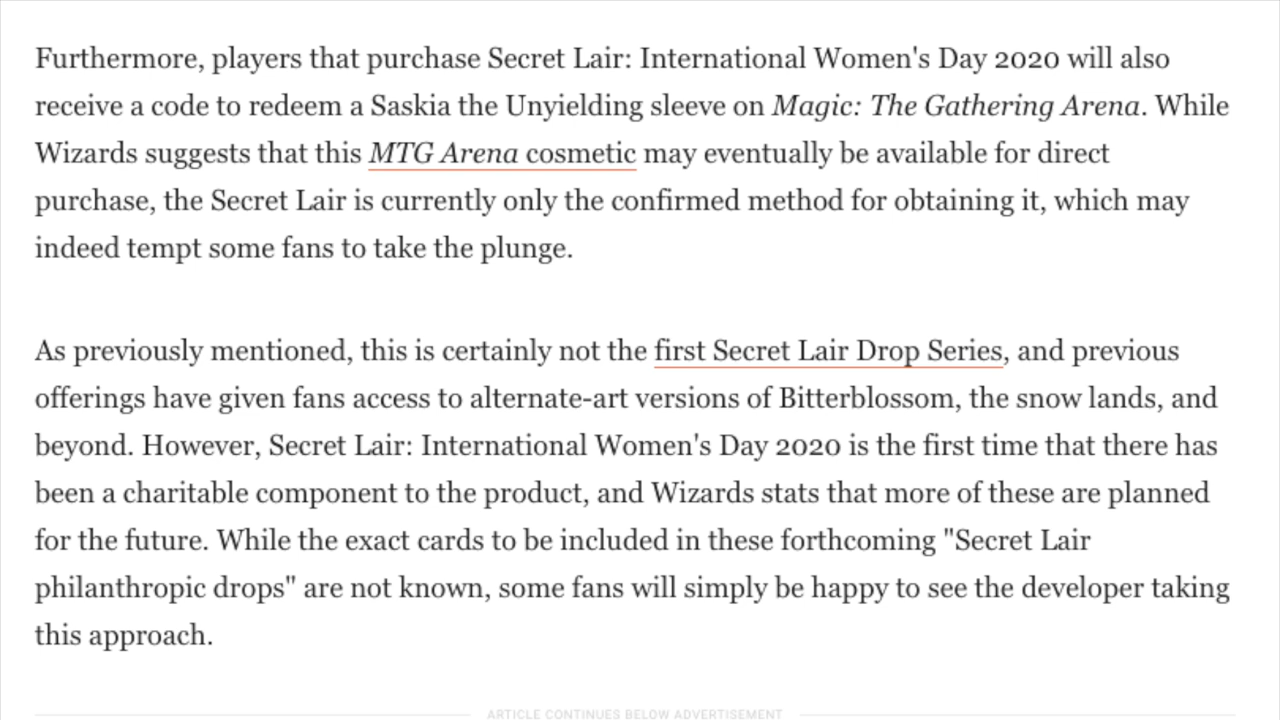 Furthermore, players that purchase Secret Lair: International Women's Day 2020 will also
receive a code to redeem a Saskia the Unyielding sleeve on Magic: The Gathering Arena. While
Wizards suggests that this MTG Arena cosmetic may eventually be available for direct
purchase, the Secret Lair is currently only the confirmed method for obtaining it, which may
indeed tempt some fans to take the plunge.
As previously mentioned, this is certainly not the first Secret Lair Drop Series, and previous
offerings have given fans access to alternate-art versions of Bitterblossom, the snow lands, and
beyond. However, Secret Lair: International Women's Day 2020 is the first time that there has
been a charitable component to the product, and Wizards stats that more of these are planned
for the future. While the exact cards to be included in these forthcoming "Secret Lair
philanthropic drops" are not known, some fans will simply be happy to see the developer taking
this approach.
ARTICLE CONTINUES BELOW ADVERTISEMENT